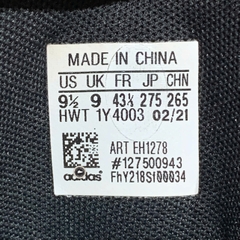 MADE IN CHINA
US UK FR JP CHN
9½ 9 43⅓ 275 265
HWT 1Y4003 02/21
ART EH1278
#127500943
adidas FhY218S100034